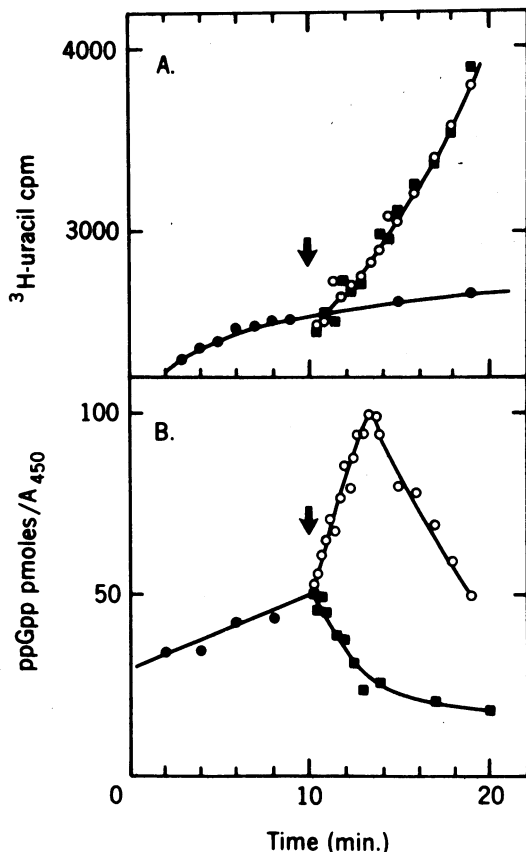 4000
A.
3000
³H-uracil cpm
100
B.
50
ppGpp pmoles/A₄₅₀
0
10
20
Time (min.)